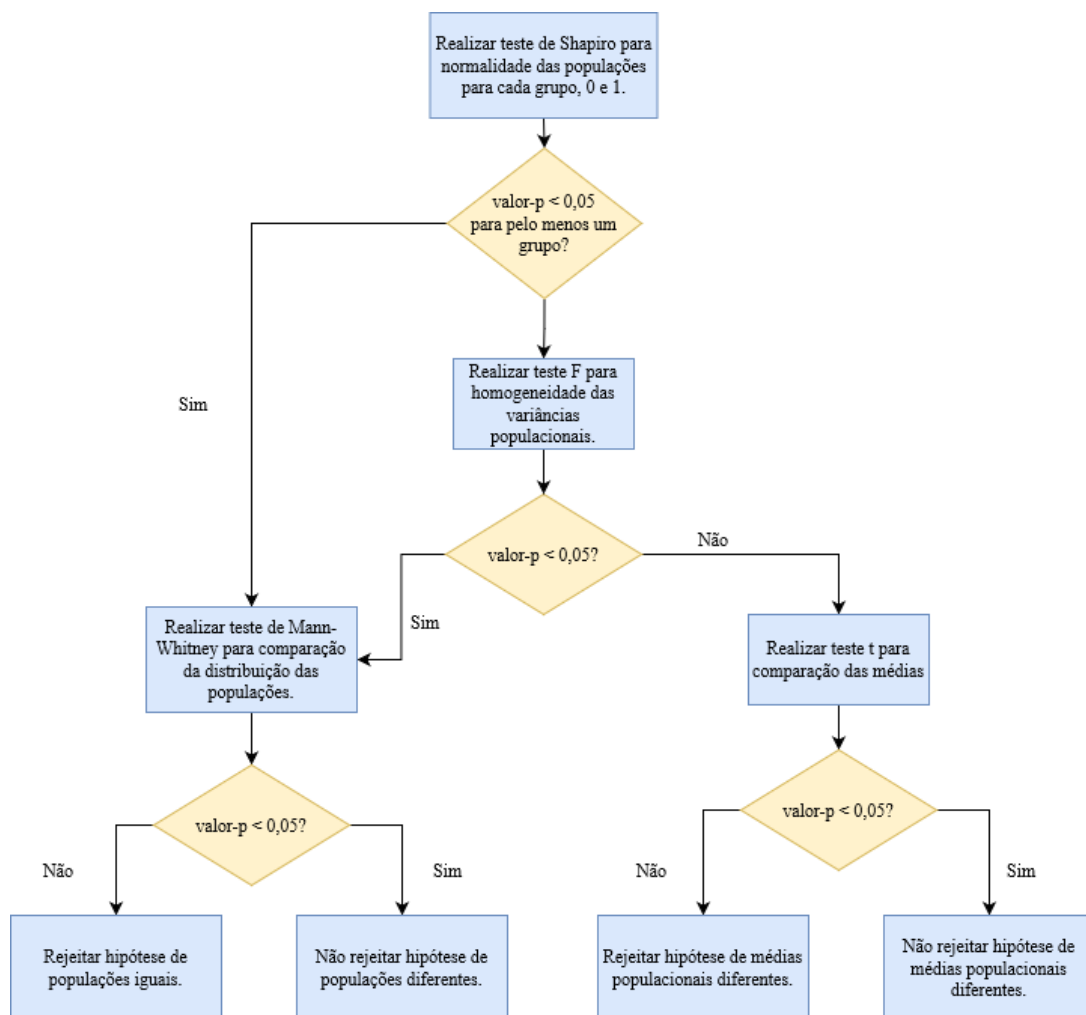 Realizar teste de Shapiro para
normalidade das populações
para cada grupo, 0 e 1.
valor-p < 0,05
para pelo menos um
grupo?
Realizar teste F para
homogeneidade das
variâncias
populacionais.
Sim
valor-p < 0,05?
Não
Sim
Realizar teste de Mann-
Whitney para comparação
da distribuição das
populações.
Realizar teste t para
comparação das médias
valor-p < 0,05?
valor-p < 0,05?
Não
Sim
Não
Sim
Rejeitar hipótese de
populações iguais.
Não rejeitar hipótese de
populações diferentes.
Rejeitar hipótese de médias
populacionais diferentes.
Não rejeitar hipótese de
médias populacionais
diferentes.